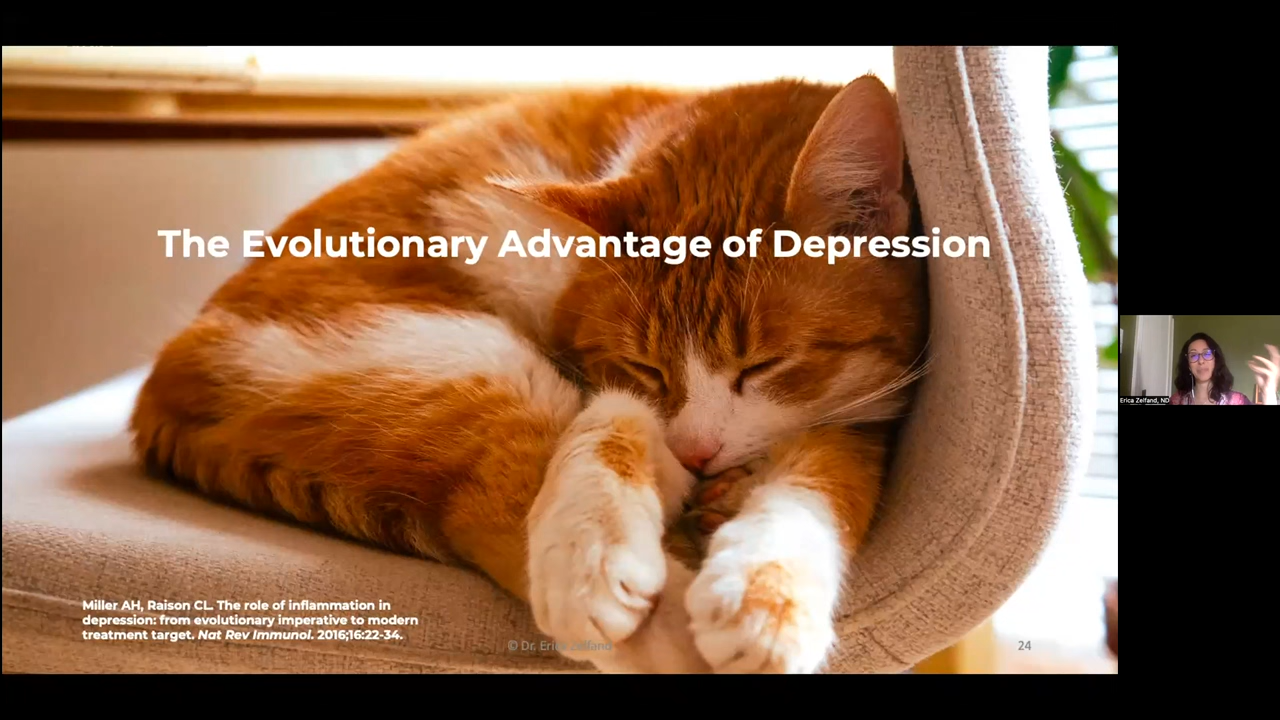 The Evolutionary Advantage of Depression
Miller AH, Raison CL. The role of inflammation in
depression: from evolutionary imperative to modern
treatment target. Nat Rev Immunol. 2016;16:22-34.
© Dr. Erica Zelfand
24
Erica Zelfand, ND